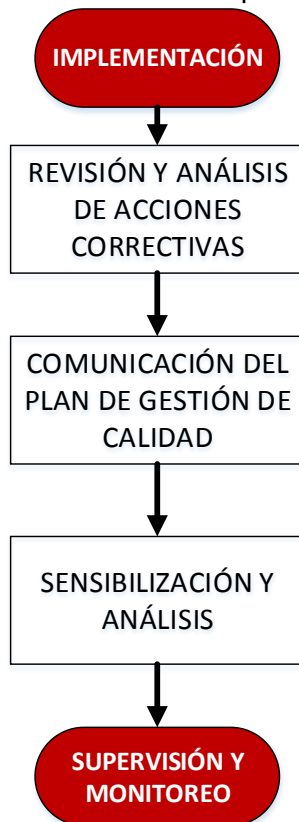 IMPLEMENTACIÓN
REVISIÓN Y ANÁLISIS
DE ACCIONES
CORRECTIVAS
COMUNICACIÓN DEL
PLAN DE GESTIÓN DE
CALIDAD
SENSIBILIZACIÓN Y
ANÁLISIS
SUPERVISIÓN Y
MONITOREO